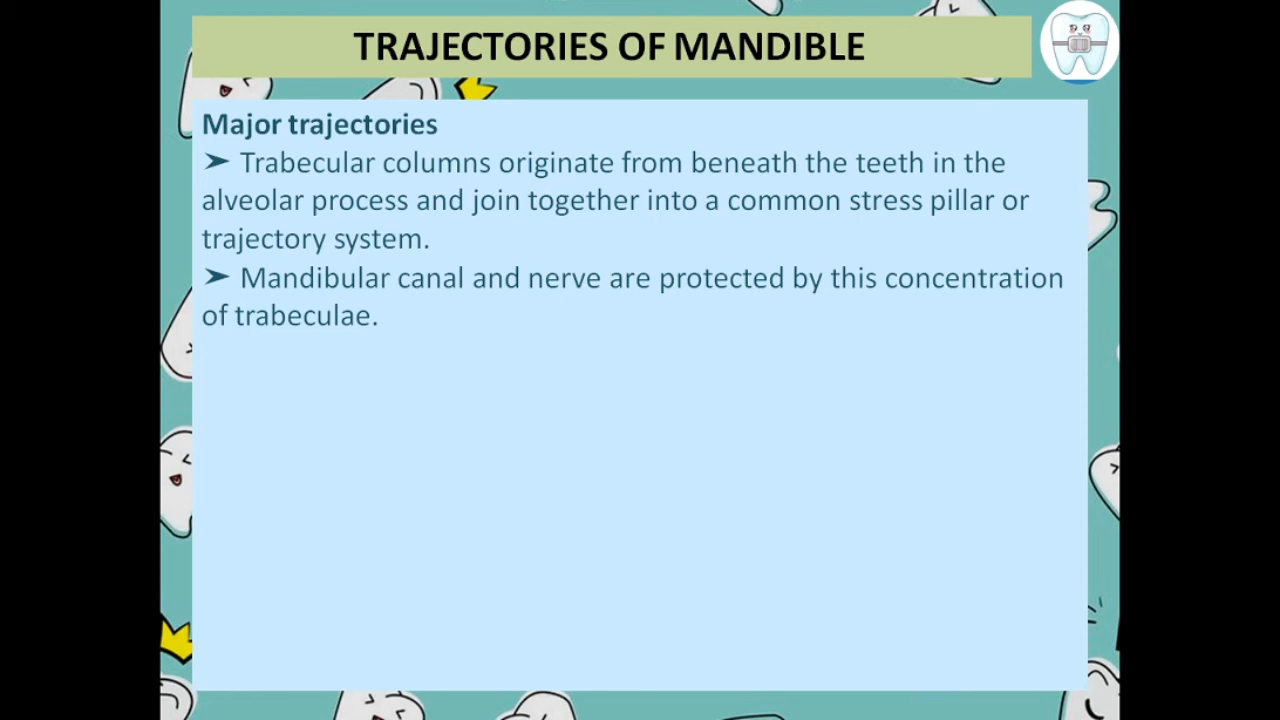 TRAJECTORIES OF MANDIBLE
Major trajectories
➤ Trabecular columns originate from beneath the teeth in the
alveolar process and join together into a common stress pillar or
trajectory system.
➤ Mandibular canal and nerve are protected by this concentration
of trabeculae.